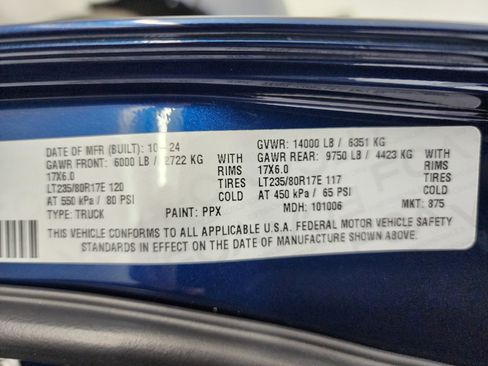 DATE OF MFR (BUILT): 10-24 GVWR: 14000 LB / 6351 KG
GAWR FRONT: 6000 LB / 2722 KG WITH GAWR REAR: 9750 LB / 4423 KG WITH
17X6.0 RIMS 17X6.0 RIMS
LT235/80R17E 120 TIRES LT235/80R17E 117 TIRES
AT 550 kPa / 80 PSI COLD AT 450 kPa / 65 PSI COLD
TYPE: TRUCK PAINT: PPX MDH: 101006 MKT: 875
THIS VEHICLE CONFORMS TO ALL APPLICABLE U.S.A. FEDERAL MOTOR VEHICLE SAFETY
STANDARDS IN EFFECT ON THE DATE OF MANUFACTURE SHOWN ABOVE.